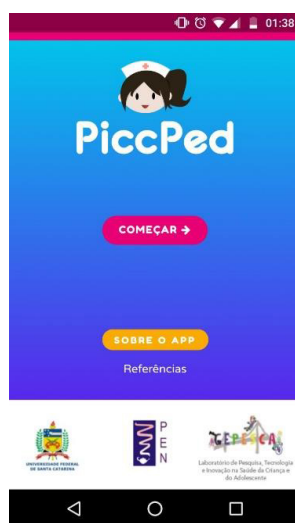 01:38
PiccPed
COMEÇAR →
SOBRE O APP
Referências
UNIVERSIDADE FEDERAL
DE SANTA CATARINA
P
E
N
GEPESCA
Laboratório de Pesquisa, Tecnologia
e Inovação na Saúde da Criança e
do Adolescente